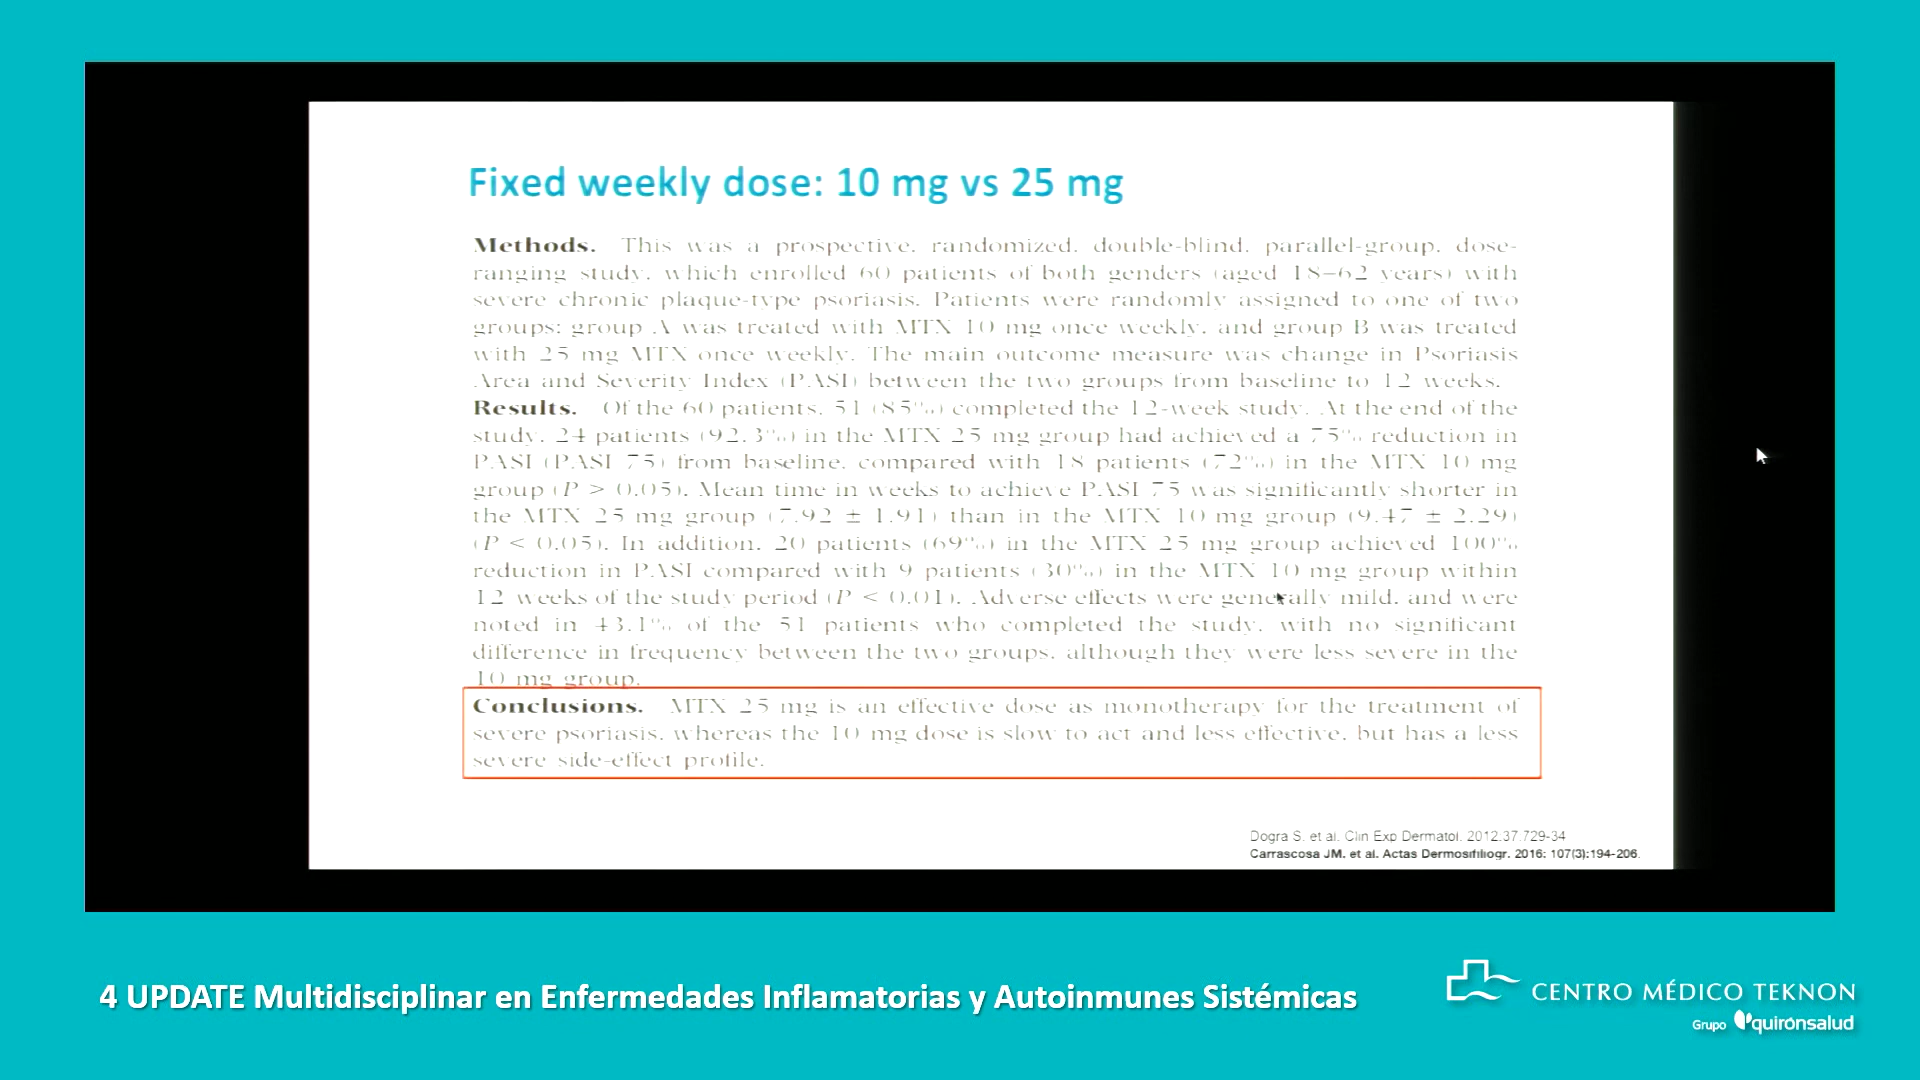 Fixed weekly dose: 10 mg vs 25 mg
Methods. This was a prospective, randomized, double-blind, parallel-group, dose-
ranging study, which enrolled 60 patients of both genders (aged 18–62 years) with
severe chronic plaque-type psoriasis. Patients were randomly assigned to one of two
groups: group A was treated with MTX 10 mg once weekly, and group B was treated
with 25 mg MTX once weekly. The main outcome measure was change in Psoriasis
Area and Severity Index (PASI) between the two groups from baseline to 12 weeks.
Results. Of the 60 patients, 51 (85%) completed the 12-week study. At the end of the
study, 24 patients (92.3%) in the MTX 25 mg group had achieved a 75% reduction in
PASI (PASI 75) from baseline, compared with 18 patients (72%) in the MTX 10 mg
group (P > 0.05). Mean time in weeks to achieve PASI 75 was significantly shorter in
the MTX 25 mg group (7.92 ± 1.91) than in the MTX 10 mg group (9.47 ± 2.29)
(P < 0.05). In addition, 20 patients (69%) in the MTX 25 mg group achieved 100%
reduction in PASI compared with 9 patients (30%) in the MTX 10 mg group within
12 weeks of the study period (P < 0.01). Adverse effects were generally mild, and were
noted in 43.1% of the 51 patients who completed the study, with no significant
difference in frequency between the two groups, although they were less severe in the
10 mg group.
Conclusions. MTX 25 mg is an effective dose as monotherapy for the treatment of
severe psoriasis, whereas the 10 mg dose is slow to act and less effective, but has a less
severe side-effect profile.
Dogra S. et al. Clin Exp Dermatol. 2012.37.729-34
Carrascosa JM. et al. Actas Dermosifiliogr. 2016; 107(3):194-206.
4 UPDATE Multidisciplinar en Enfermedades Inflamatorias y Autoinmunes Sistémicas
CENTRO MÉDICO TEKNON
Grupo quirónsalud